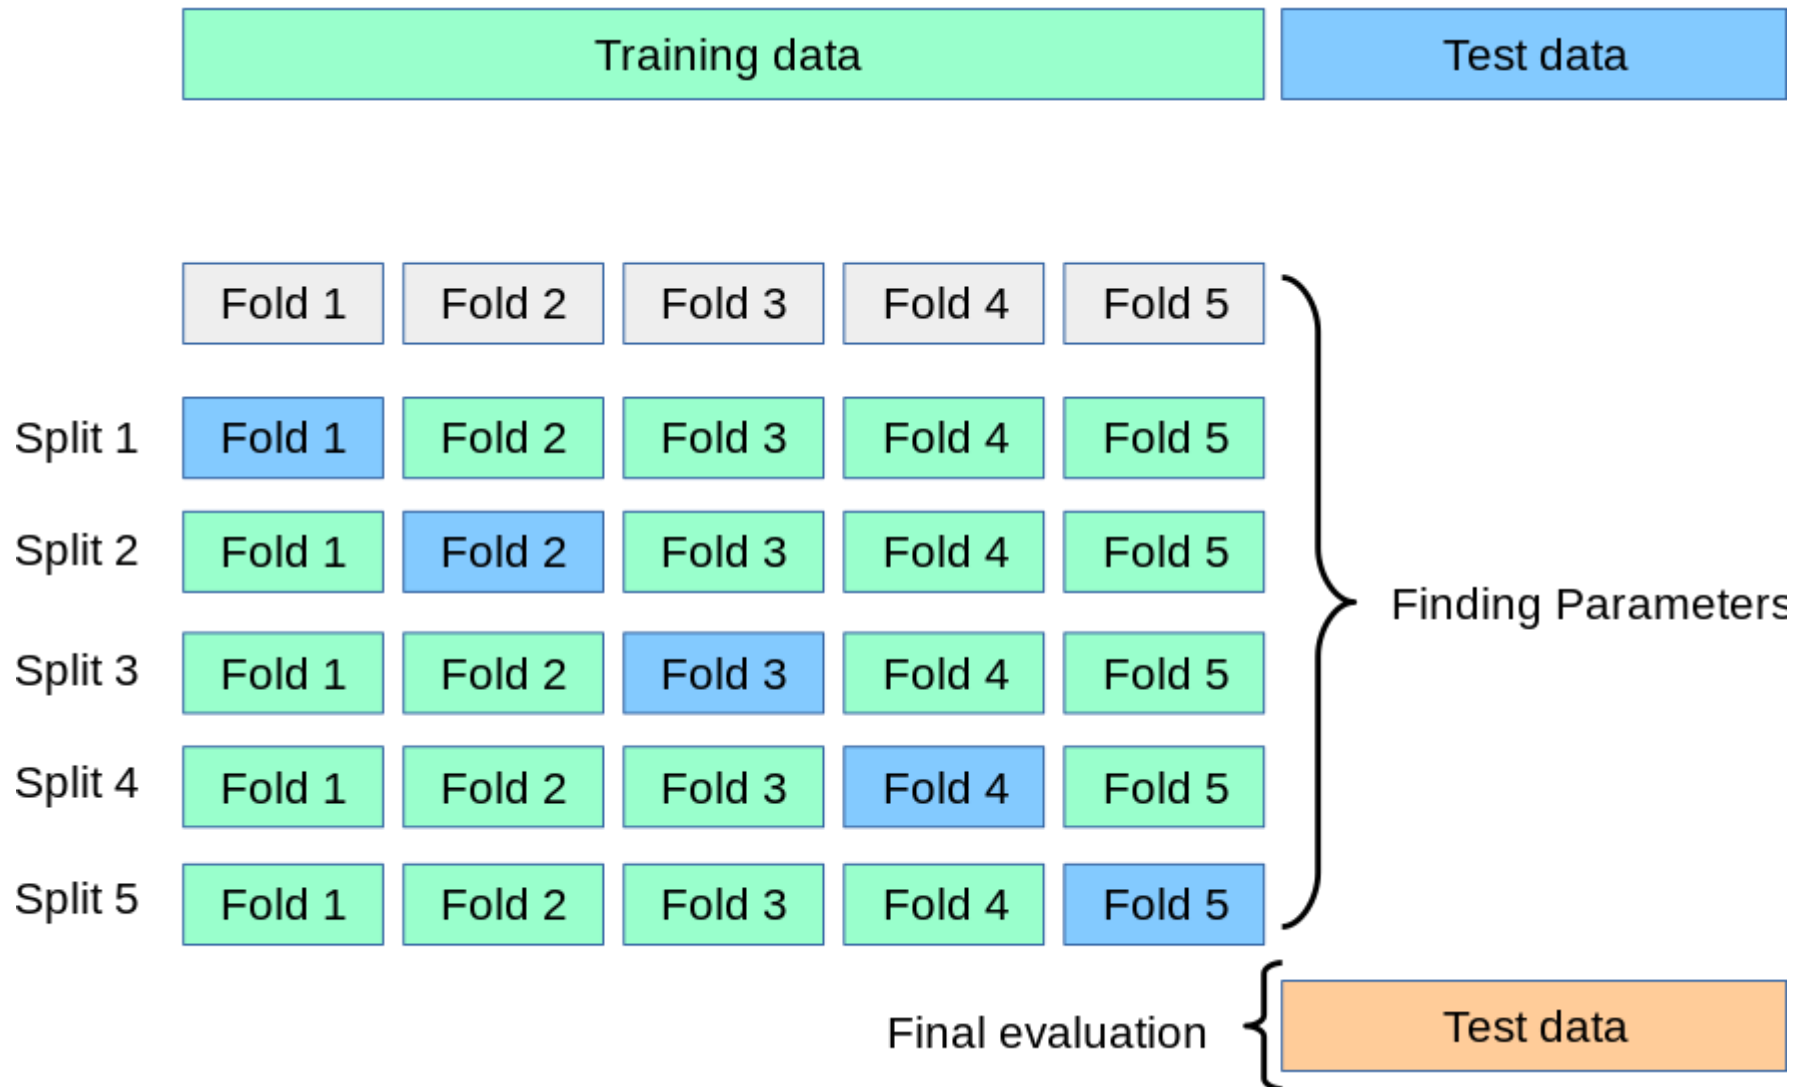 Training data
Test data
Fold 1 Fold 2 Fold 3 Fold 4 Fold 5
Split 1 Fold 1 Fold 2 Fold 3 Fold 4 Fold 5
Split 2 Fold 1 Fold 2 Fold 3 Fold 4 Fold 5
Finding Parameters
Split 3 Fold 1 Fold 2 Fold 3 Fold 4 Fold 5
Split 4 Fold 1 Fold 2 Fold 3 Fold 4 Fold 5
Split 5 Fold 1 Fold 2 Fold 3 Fold 4 Fold 5
Final evaluation
Test data